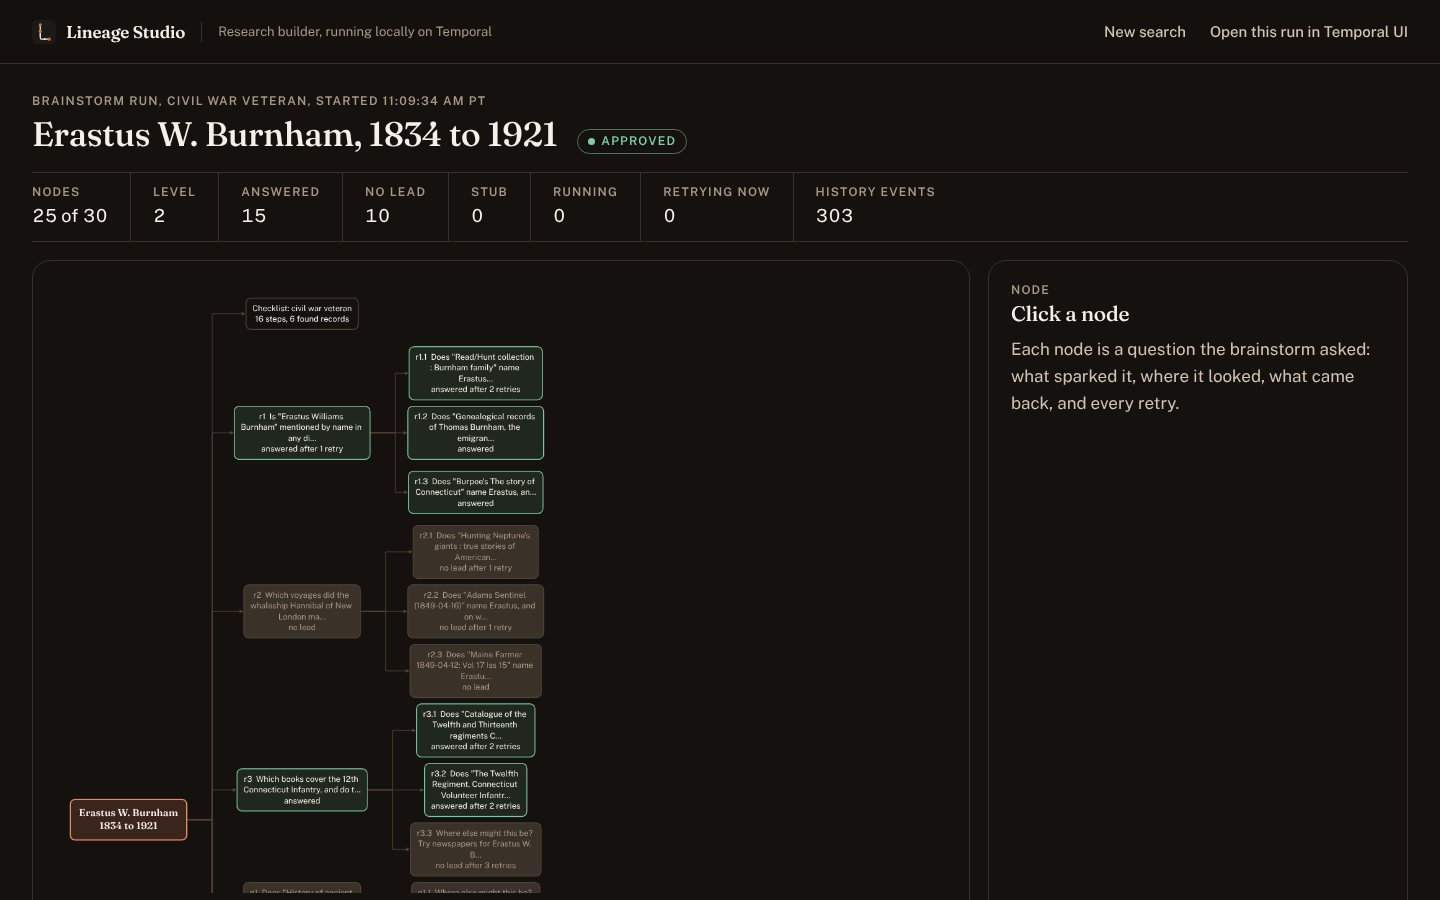 Lineage Studio
Research builder, running locally on Temporal
New search
Open this run in Temporal UI
BRAINSTORM RUN, CIVIL WAR VETERAN, STARTED 11:09:34 AM PT
Erastus W. Burnham, 1834 to 1921
APPROVED
NODES
25 of 30
LEVEL
2
ANSWERED
15
NO LEAD
10
STUB
0
RUNNING
0
RETRYING NOW
0
HISTORY EVENTS
303
Checklist: civil war veteran
16 steps, 6 found records
r1.1 Does "Read/Hunt collection
: Burnham family" name
Erastus...
answered after 2 retries
r1 Is "Erastus Williams
Burnham" mentioned by name in
any di...
answered after 1 retry
r1.2 Does "Genealogical records
of Thomas Burnham, the
emigran...
answered
r1.3 Does "Burpee's The story of
Connecticut" name Erastus, an...
answered
r2.1 Does "Hunting Neptune's
giants : true stories of
American...
no lead after 1 retry
r2 Which voyages did the
whaleship Hannibal of New
London ma...
no lead
r2.2 Does "Adams Sentinel
(1849-04-16)" name Erastus, and
on w...
no lead after 1 retry
r2.3 Does "Maine Farmer
1849-04-12: Vol 17 Iss 15" name
Erastu...
no lead
r3.1 Does "Catalogue of the
Twelfth and Thirteenth
regiments C...
answered after 2 retries
r3 Which books cover the 12th
Connecticut Infantry, and do t...
answered
r3.2 Does "The Twelfth
Regiment, Connecticut
Volunteer Infantr...
answered after 2 retries
r3.3 Where else might this be?
Try newspapers for Erastus W.
B...
no lead after 3 retries
Erastus W. Burnham
1834 to 1921
Does "History of ancient
Where else might this be?
NODE
Click a node
Each node is a question the brainstorm asked:
what sparked it, where it looked, what came
back, and every retry.